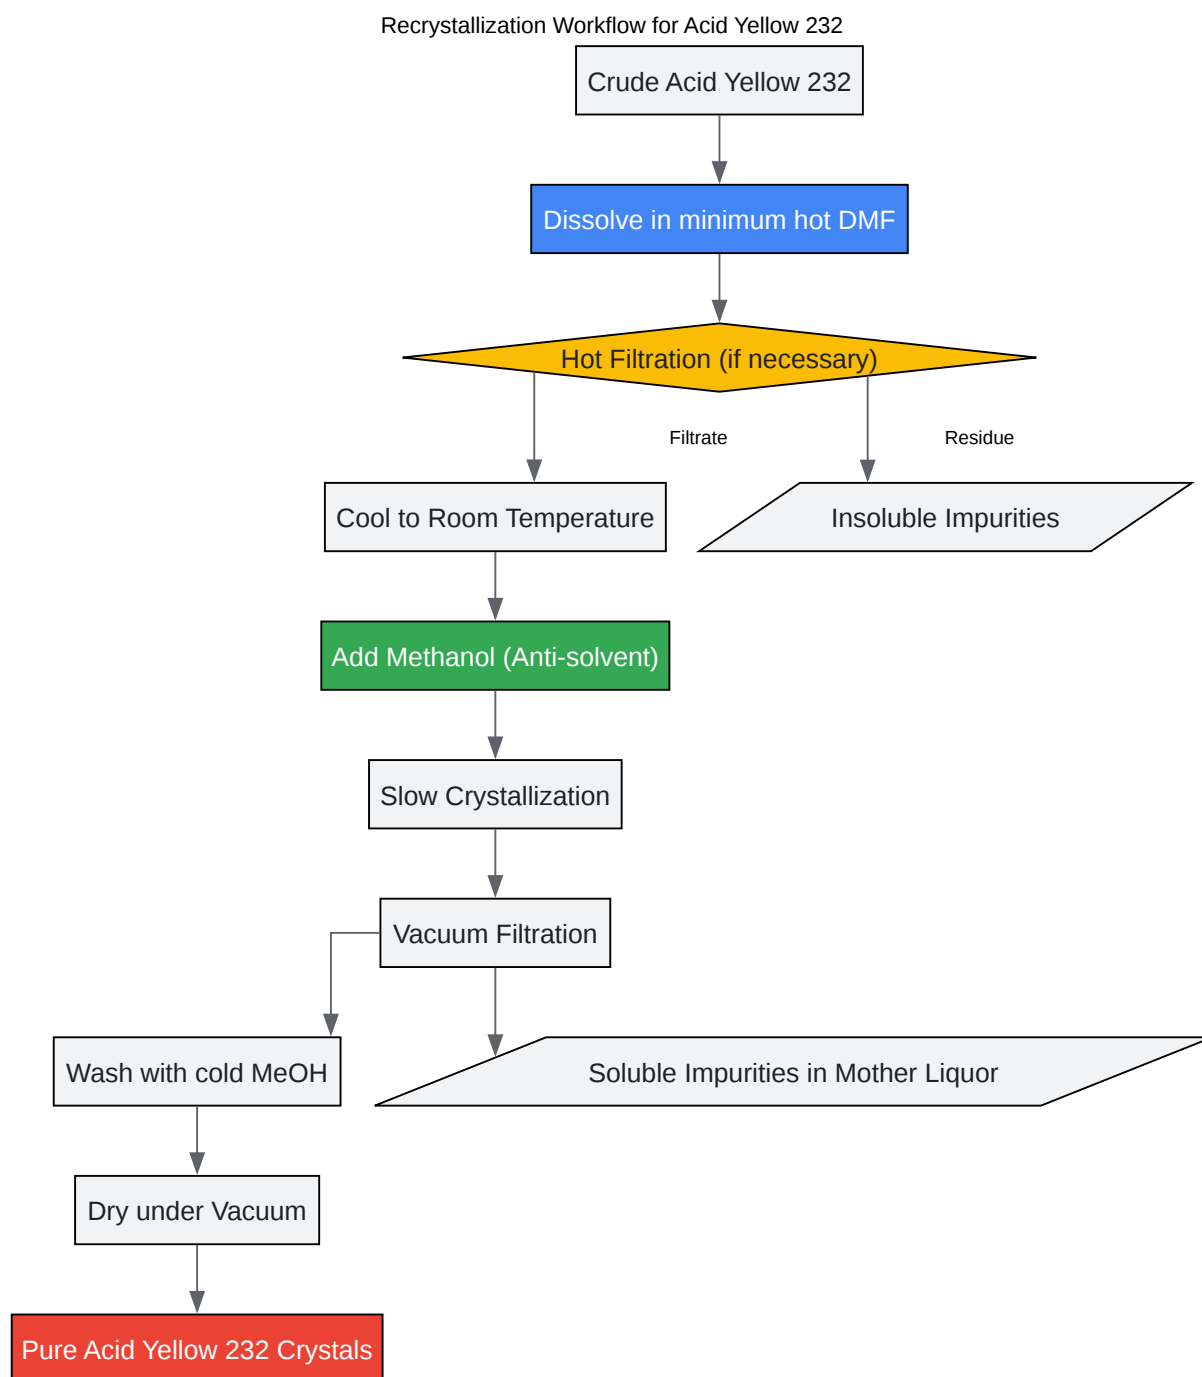 Recrystallization Workflow for Acid Yellow 232
Crude Acid Yellow 232
Dissolve in minimum hot DMF
Hot Filtration (if necessary)
Filtrate
Residue
Cool to Room Temperature
Insoluble Impurities
Add Methanol (Anti-solvent)
Slow Crystallization
Vacuum Filtration
Wash with cold MeOH
Soluble Impurities in Mother Liquor
Dry under Vacuum
Pure Acid Yellow 232 Crystals